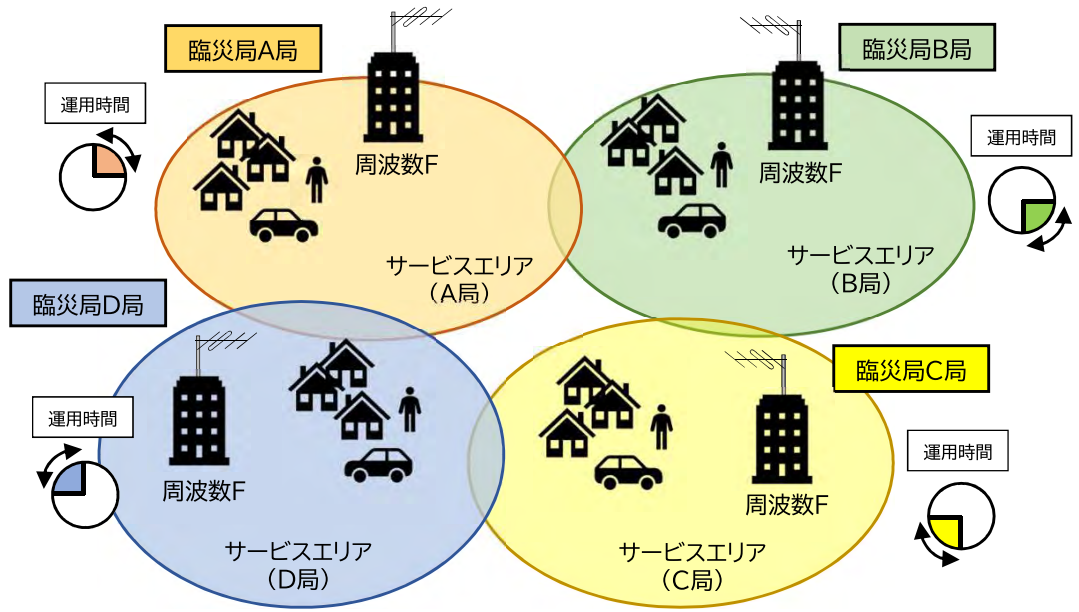 臨災局A局
運用時間
周波数F
サービスエリア
（A局）
臨災局B局
運用時間
周波数F
サービスエリア
（B局）
臨災局D局
運用時間
周波数F
サービスエリア
（D局）
臨災局C局
運用時間
周波数F
サービスエリア
（C局）